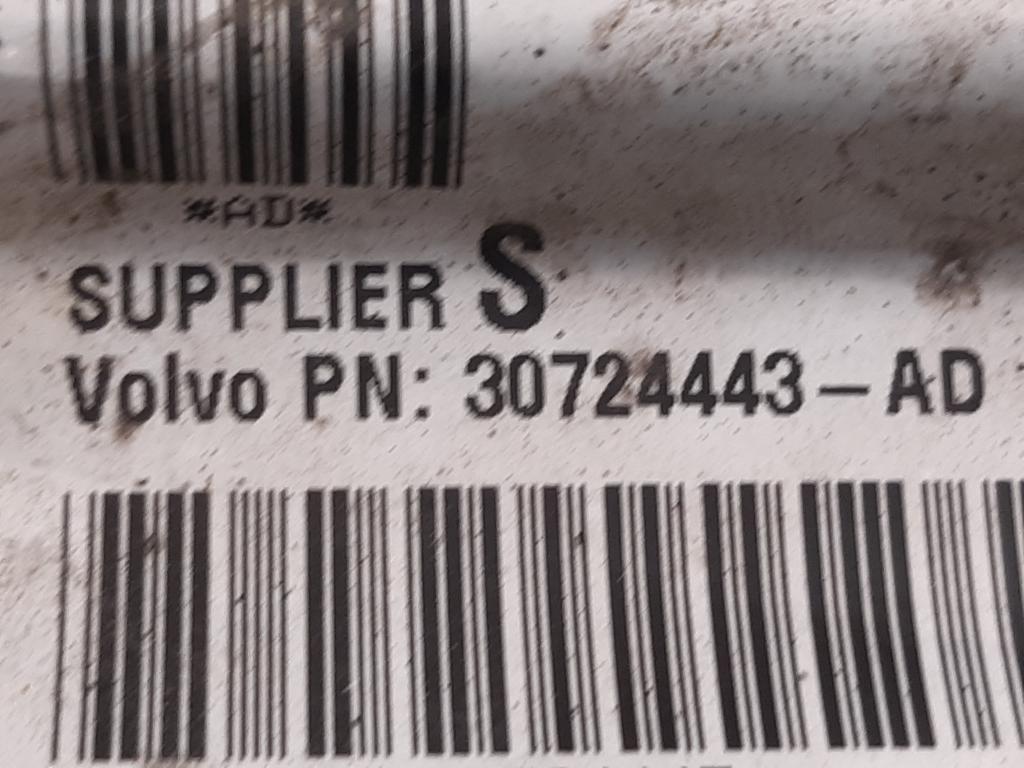 *AD*
SUPPLIER S
Volvo PN: 30724443-AD